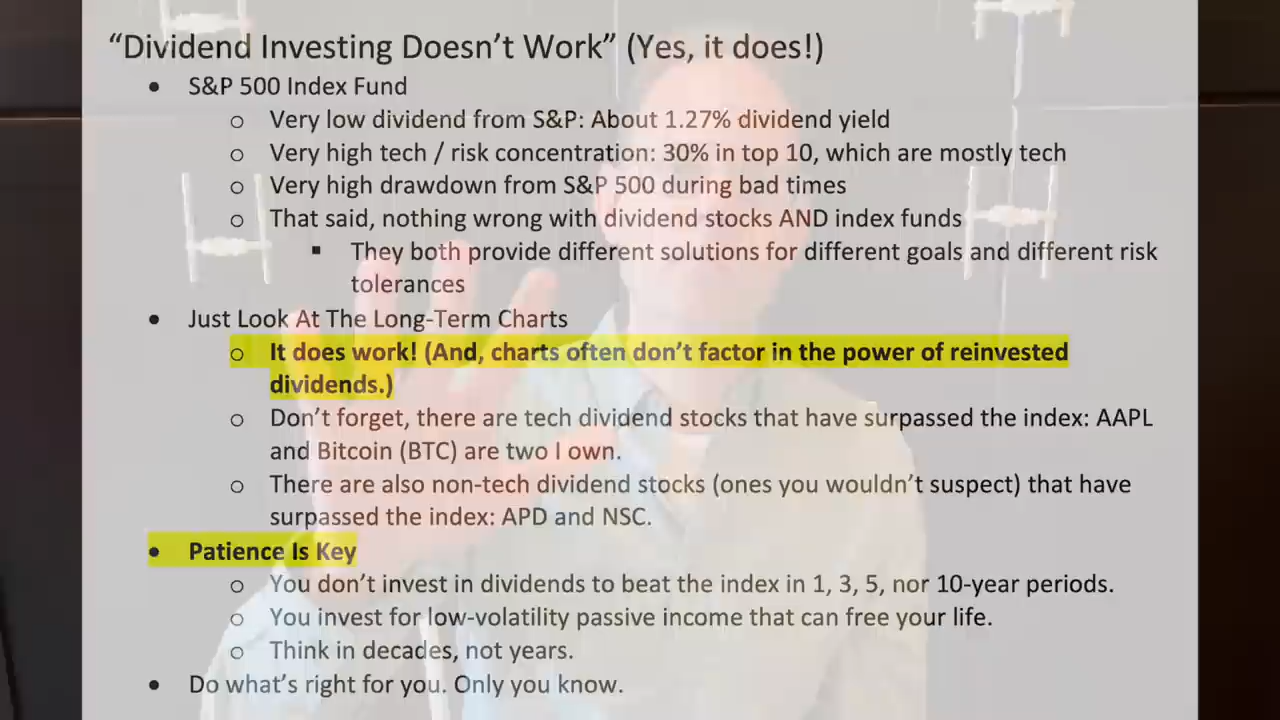 “Dividend Investing Doesn’t Work” (Yes, it does!)
• S&P 500 Index Fund
o Very low dividend from S&P: About 1.27% dividend yield
o Very high tech / risk concentration: 30% in top 10, which are mostly tech
o Very high drawdown from S&P 500 during bad times
o That said, nothing wrong with dividend stocks AND index funds
▪ They both provide different solutions for different goals and different risk
tolerances
• Just Look At The Long-Term Charts
o It does work! (And, charts often don’t factor in the power of reinvested
dividends.)
o Don’t forget, there are tech dividend stocks that have surpassed the index: AAPL
and Bitcoin (BTC) are two I own.
o There are also non-tech dividend stocks (ones you wouldn’t suspect) that have
surpassed the index: APD and NSC.
• Patience Is Key
o You don’t invest in dividends to beat the index in 1, 3, 5, nor 10-year periods.
o You invest for low-volatility passive income that can free your life.
o Think in decades, not years.
• Do what’s right for you. Only you know.